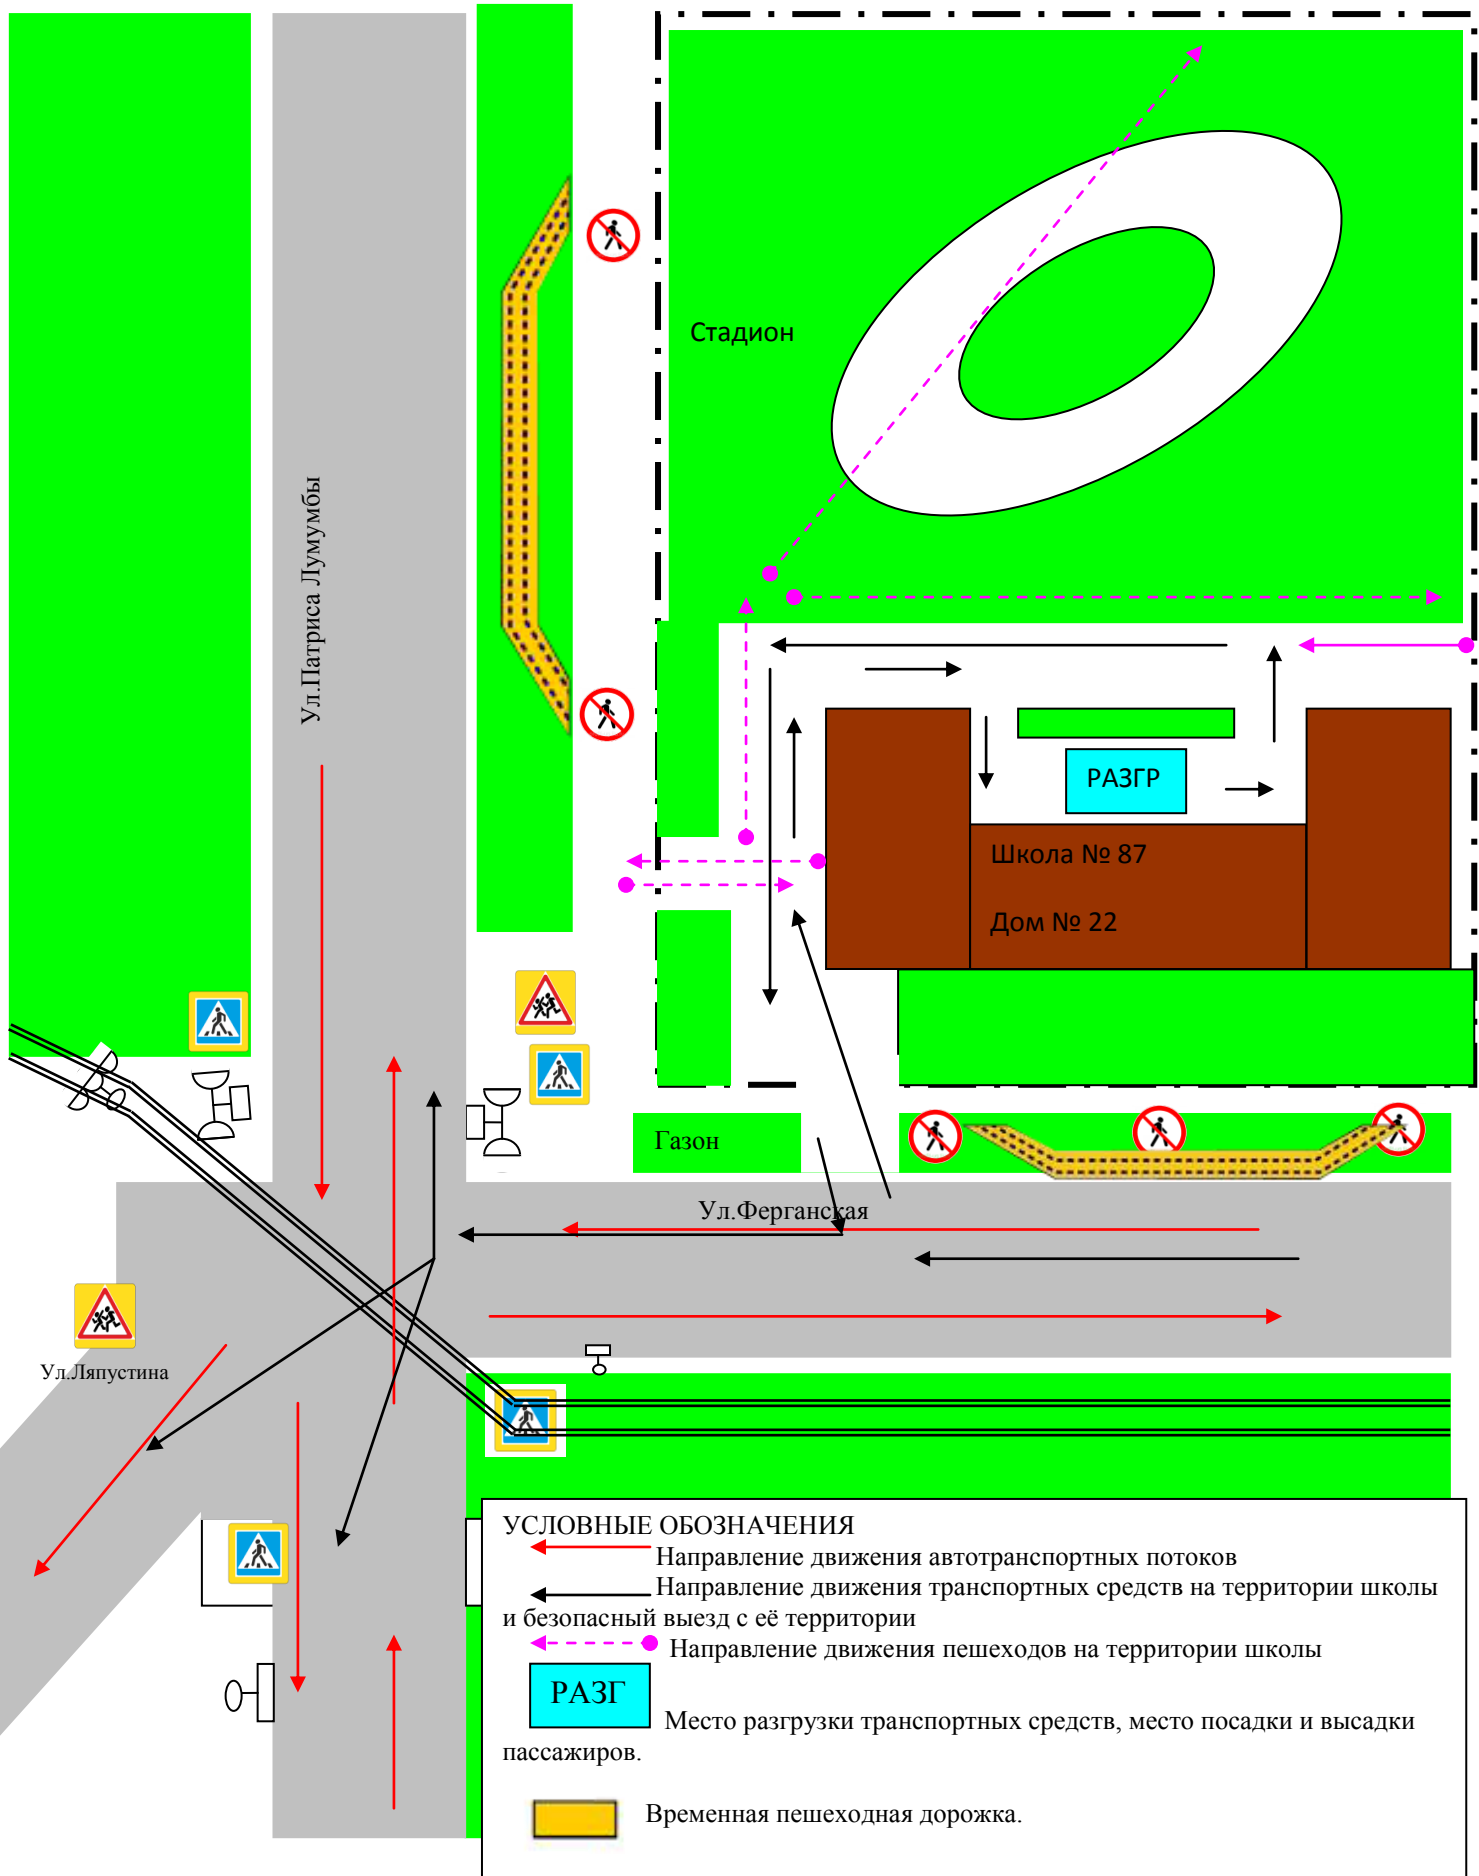 Стадион
Ул.Патриса Лумумбы
РАЗГР
Школа № 87
Дом № 22
Газон
Ул.Ферганская
Ул.Ляпустина
УСЛОВНЫЕ ОБОЗНАЧЕНИЯ
Направление движения автотранспортных потоков
Направление движения транспортных средств на территории школы
и безопасный выезд с её территории
Направление движения пешеходов на территории школы
РАЗГ
Место разгрузки транспортных средств, место посадки и высадки
пассажиров.
Временная пешеходная дорожка.